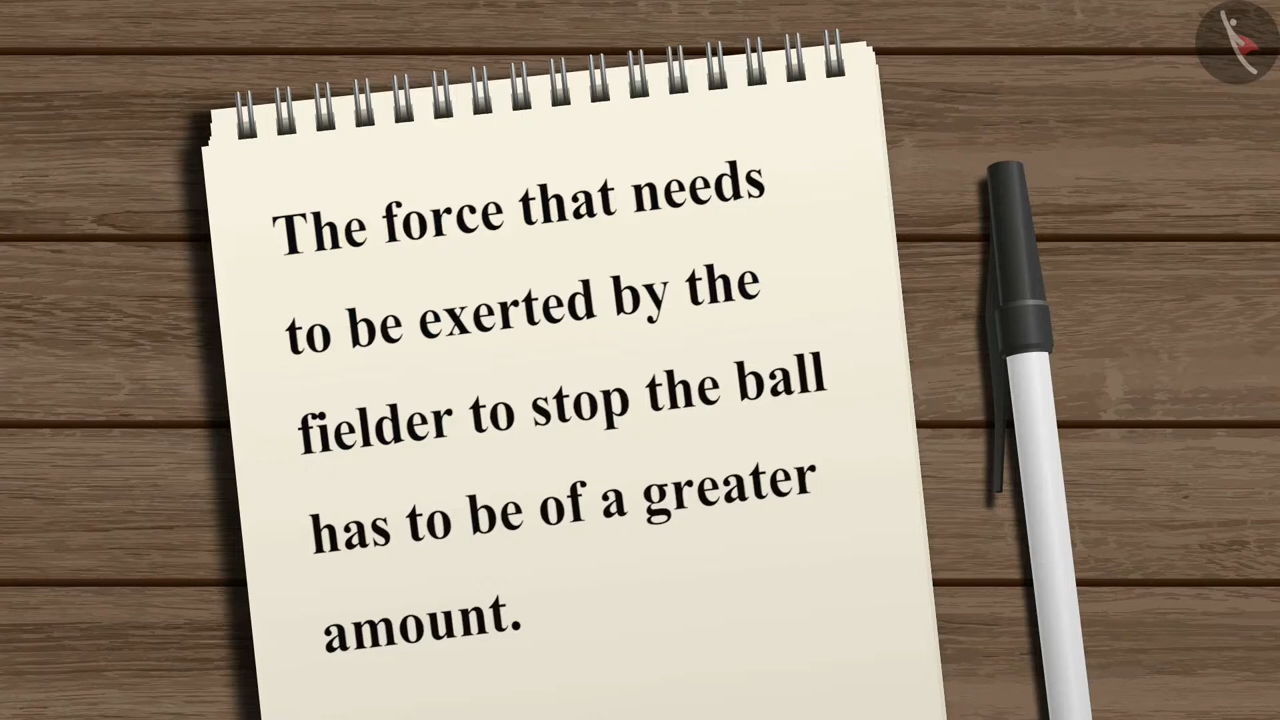 The force that needs
to be exerted by the
fielder to stop the ball
has to be of a greater
amount.